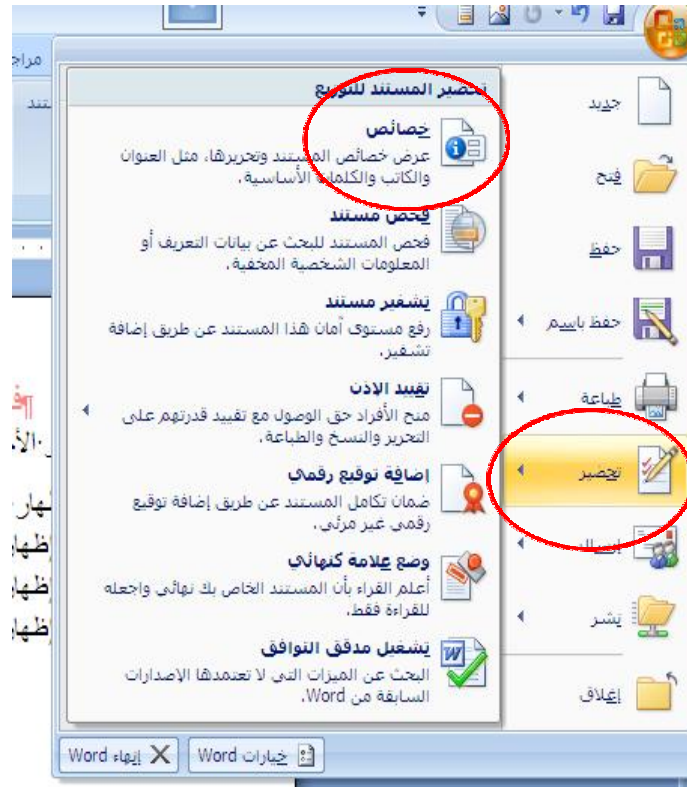 مراج
تند
جديد
فتح
حفظ
حفظ باسم
طباعة
تحضير
إرسال
نشر
إغلاق
تحضير المستند للتوزيع
خصائص
عرض خصائص المستند وتحريرها، مثل العنوان
والكاتب والكلمات الأساسية.
فحص مستند
فحص المستند للبحث عن بيانات التعريف أو
المعلومات الشخصية المخفية.
تشفير مستند
رفع مستوى أمان هذا المستند عن طريق إضافة
تشفير.
تقييد الإذن
منح الأفراد حق الوصول مع تقييد قدرتهم على
التحرير والنسخ والطباعة.
إضافة توقيع رقمي
ضمان تكامل المستند عن طريق إضافة توقيع
رقمي غير مرئي.
وضع علامة كنهائي
أعلم القراء بأن المستند الخاص بك نهائي واجعله
للقراءة فقط.
تشغيل مدقق التوافق
البحث عن الميزات التي لا تعتمدها الإصدارات
السابقة من Word.
خيارات Word
إنهاء Word